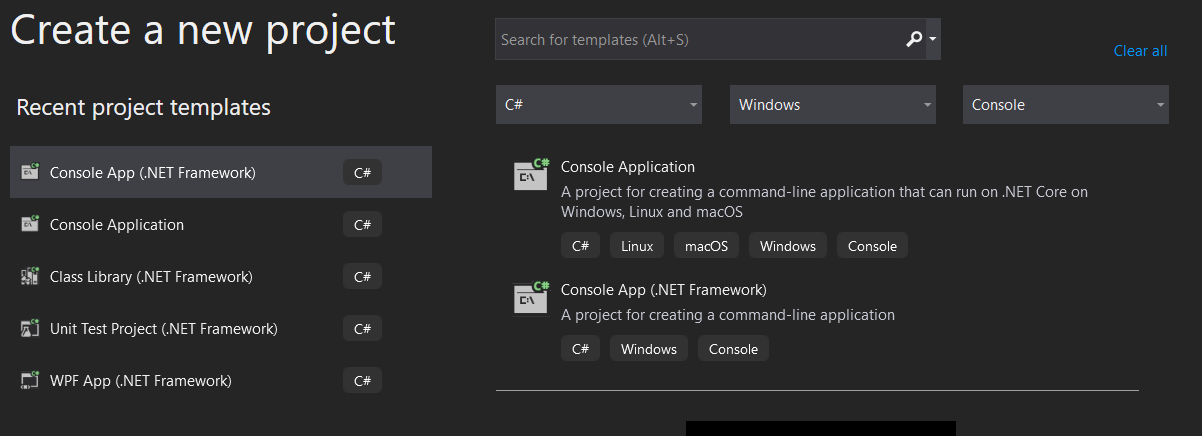 Create a new project
Search for templates (Alt+S)
Clear all
Recent project templates
C#
Windows
Console
Console App (.NET Framework)
C#
Console Application
C#
Class Library (.NET Framework)
C#
Unit Test Project (.NET Framework)
C#
WPF App (.NET Framework)
C#
C#
C:\
Console Application
A project for creating a command-line application that can run on .NET Core on
Windows, Linux and macOS
C#
Linux
macOS
Windows
Console
C#
C:\
Console App (.NET Framework)
A project for creating a command-line application
C#
Windows
Console